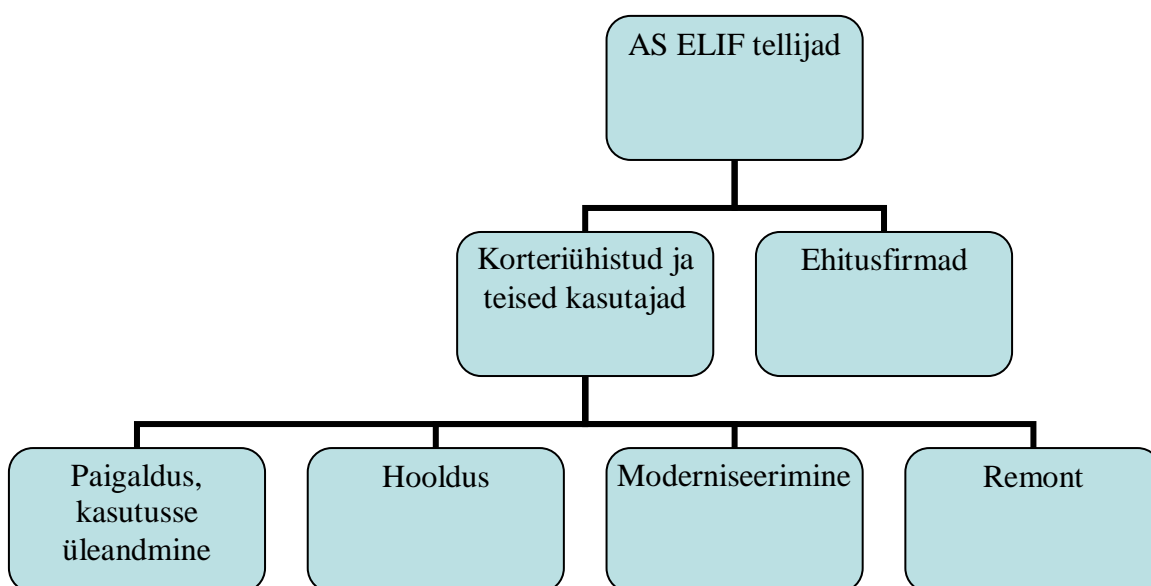 AS ELIF tellijad
Korteriühistud ja
teised kasutajad
Ehitusfirmad
Paigaldus,
kasutusse
üleandmine
Hooldus
Moderniseerimine
Remont